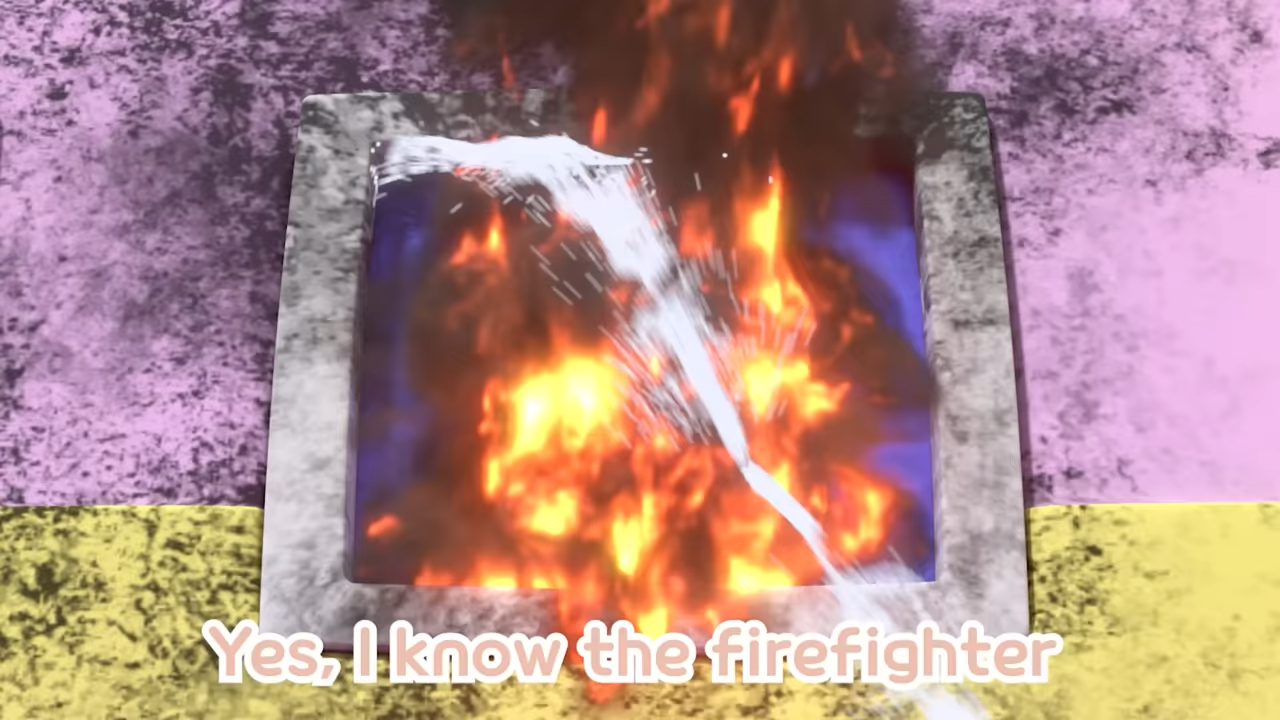 Yes, I know the firefighter